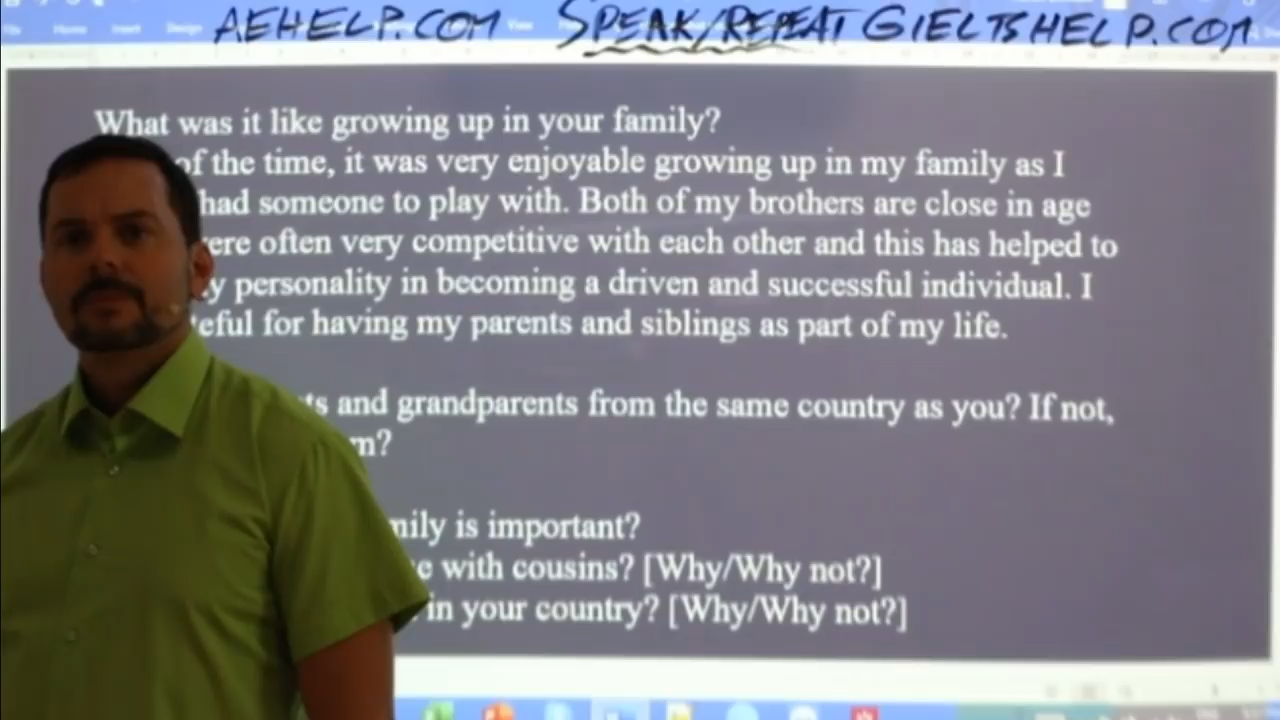 AEHELP.COM SPEAK/REPEAT GIELTSHELP.COM
What was it like growing up in your family?
of the time, it was very enjoyable growing up in my family as I
had someone to play with. Both of my brothers are close in age
ere often very competitive with each other and this has helped to
y personality in becoming a driven and successful individual. I
eful for having my parents and siblings as part of my life.
ts and grandparents from the same country as you? If not,
m?
mily is important?
e with cousins? [Why/Why not?]
in your country? [Why/Why not?]